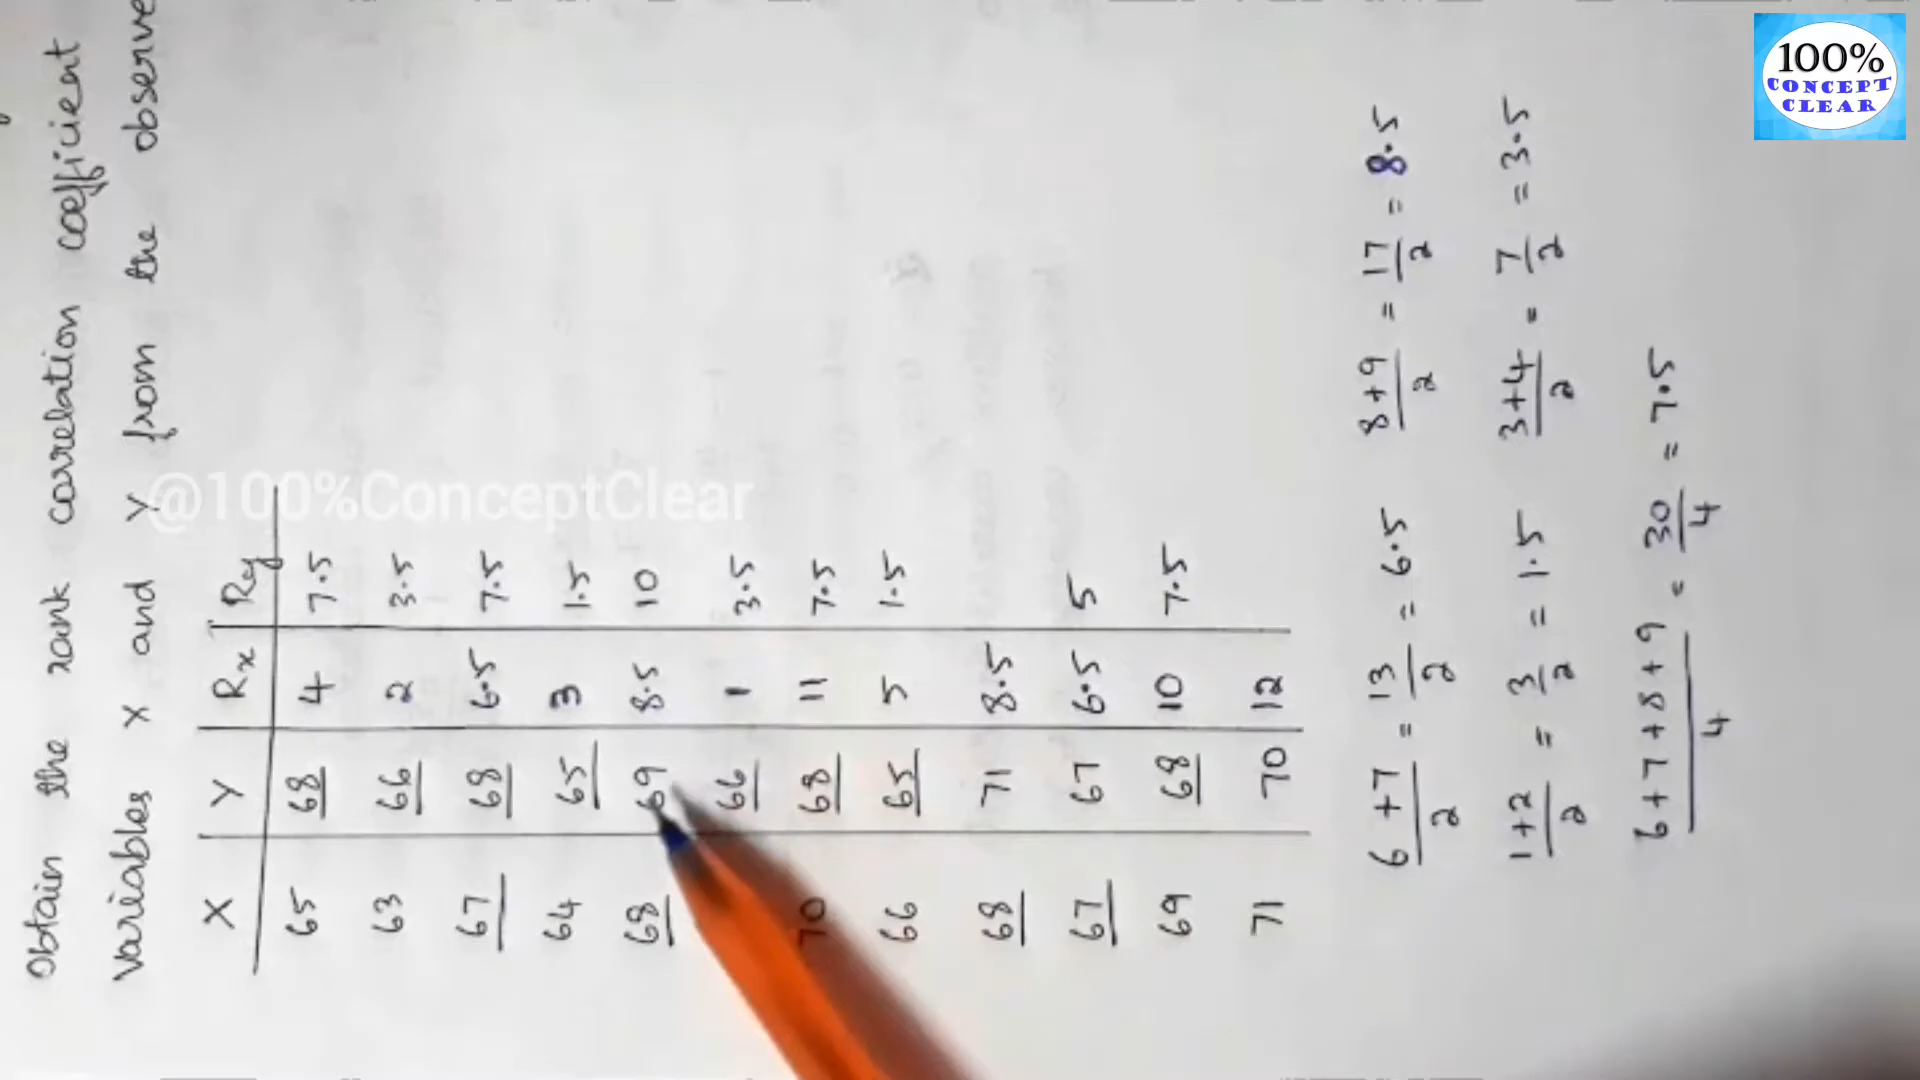 Obtain the rank correlation coefficient
variables X and Y from the observe
X Y Rx Ry
65 68 4 7.5
63 66 2 3.5
67 68 6.5 7.5
64 65 3 1.5
68 69 8.5 10
66 1 3.5
70 68 11 7.5
66 65 5 1.5
68 71 8.5
67 67 6.5 5
69 68 10 7.5
71 70 12
6+7/2 = 13/2 = 6.5 8+9/2 = 17/2 = 8.5
1+2/2 = 3/2 = 1.5 3+4/2 = 7/2 = 3.5
6+7+8+9/4 = 30/4 = 7.5
@100%ConceptClear
100%
CONCEPT
CLEAR